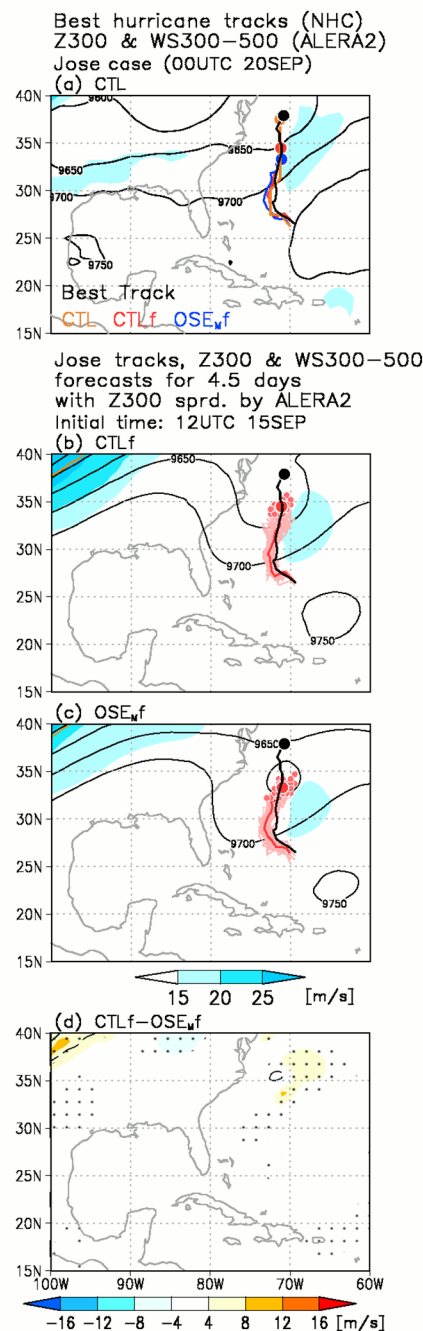 Best hurricane tracks (NHC)
Z300 & WS300-500 (ALERA2)
Jose case (00UTC 20SEP)
(a) CTL
40N
9600
35N
9650
9650
30N
9700
9700
25N
9750
20N
Best Track
CTL CTLf OSE_Mf
15N
Jose tracks, Z300 & WS300-500
forecasts for 4.5 days
with Z300 sprd. by ALERA2
Initial time: 12UTC 15SEP
(b) CTLf
40N
9650
35N
30N
9700
25N
20N
9750
15N
(c) OSE_Mf
40N
9650
35N
30N
9700
25N
9750
20N
15N
15 20 25 [m/s]
(d) CTLf-OSE_Mf
40N
35N
30N
25N
20N
15N
100W 90W 80W 70W 60W
-16 -12 -8 -4 4 8 12 16 [m/s]